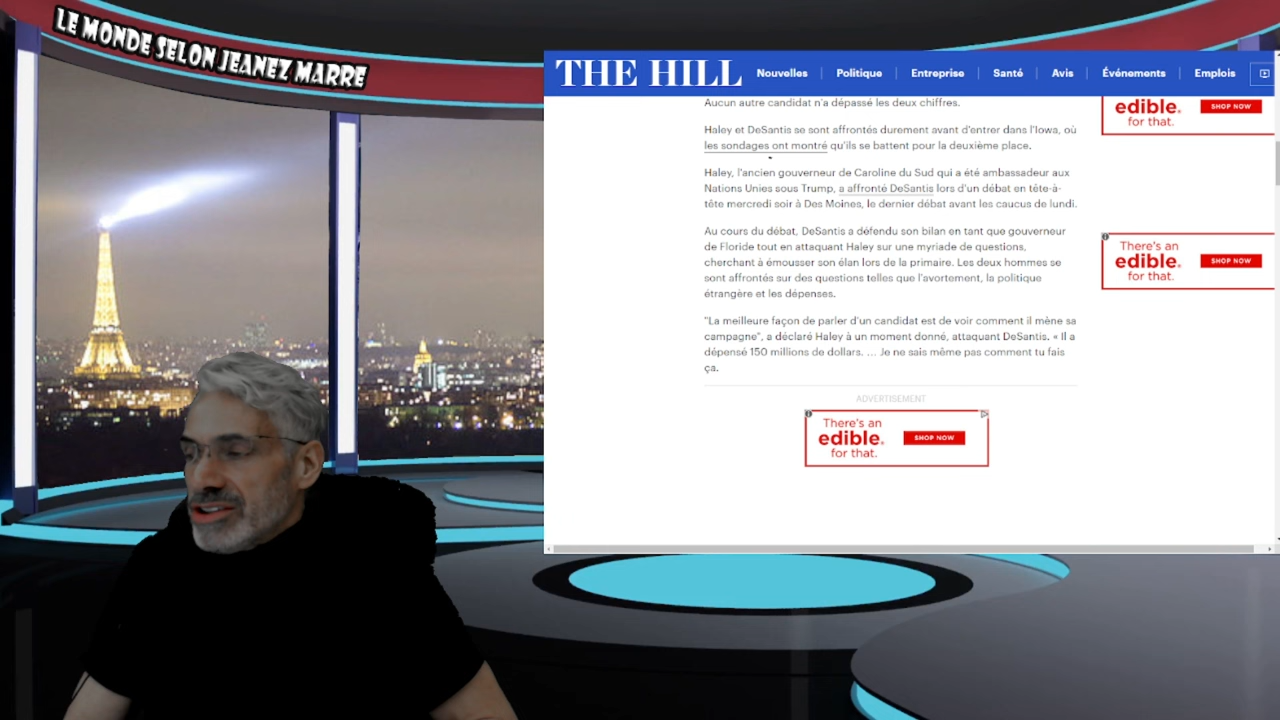 LE MONDE SELON JEANEZ MARRE
THE HILL
Nouvelles
Politique
Entreprise
Santé
Avis
Événements
Emplois
Aucun autre candidat n'a dépassé les deux chiffres.
Haley et DeSantis se sont affrontés durement avant d'entrer dans l'Iowa, où
les sondages ont montré qu'ils se battent pour la deuxième place.
Haley, l'ancien gouverneur de Caroline du Sud qui a été ambassadeur aux
Nations Unies sous Trump, a affronté DeSantis lors d'un débat en tête-à-
tête mercredi soir à Des Moines, le dernier débat avant les caucus de lundi.
Au cours du débat, DeSantis a défendu son bilan en tant que gouverneur
de Floride tout en attaquant Haley sur une myriade de questions,
cherchant à émousser son élan lors de la primaire. Les deux hommes se
sont affrontés sur des questions telles que l'avortement, la politique
étrangère et les dépenses.
"La meilleure façon de parler d'un candidat est de voir comment il mène sa
campagne", a déclaré Haley à un moment donné, attaquant DeSantis. « Il a
dépensé 150 millions de dollars. ... Je ne sais même pas comment tu fais
ça.
ADVERTISEMENT
There's an
edible.
for that.
SHOP NOW
edible.
for that.
SHOP NOW
There's an
edible.
for that.
SHOP NOW